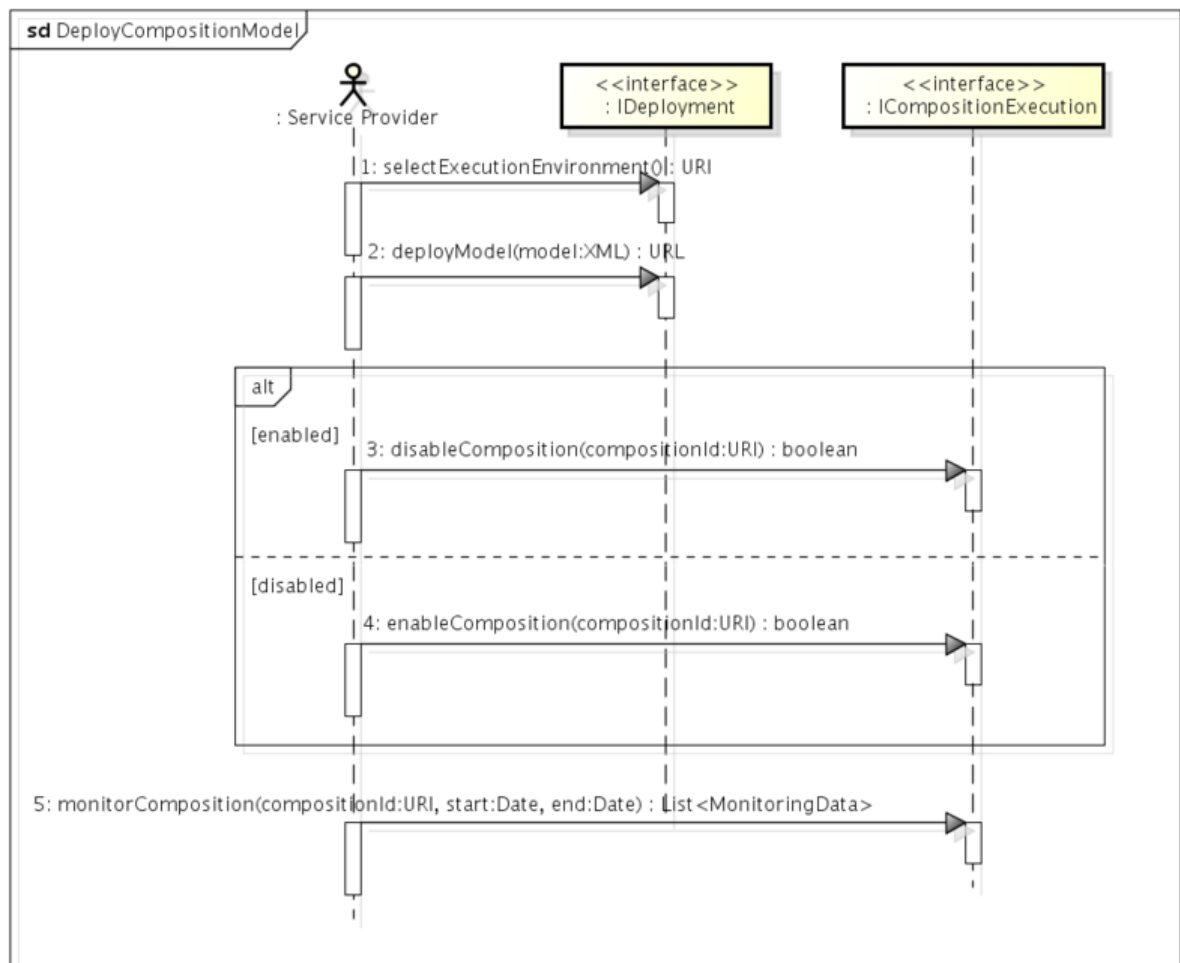 sd DeployCompositionModel
: Service Provider
<<interface>>
: IDeployment
<<interface>>
: ICompositionExecution
1: selectExecutionEnvironment() : URI
2: deployModel(model:XML) : URL
alt
[enabled]
3: disableComposition(compositionId:URI) : boolean
[disabled]
4: enableComposition(compositionId:URI) : boolean
5: monitorComposition(compositionId:URI, start:Date, end:Date) : List<MonitoringData>